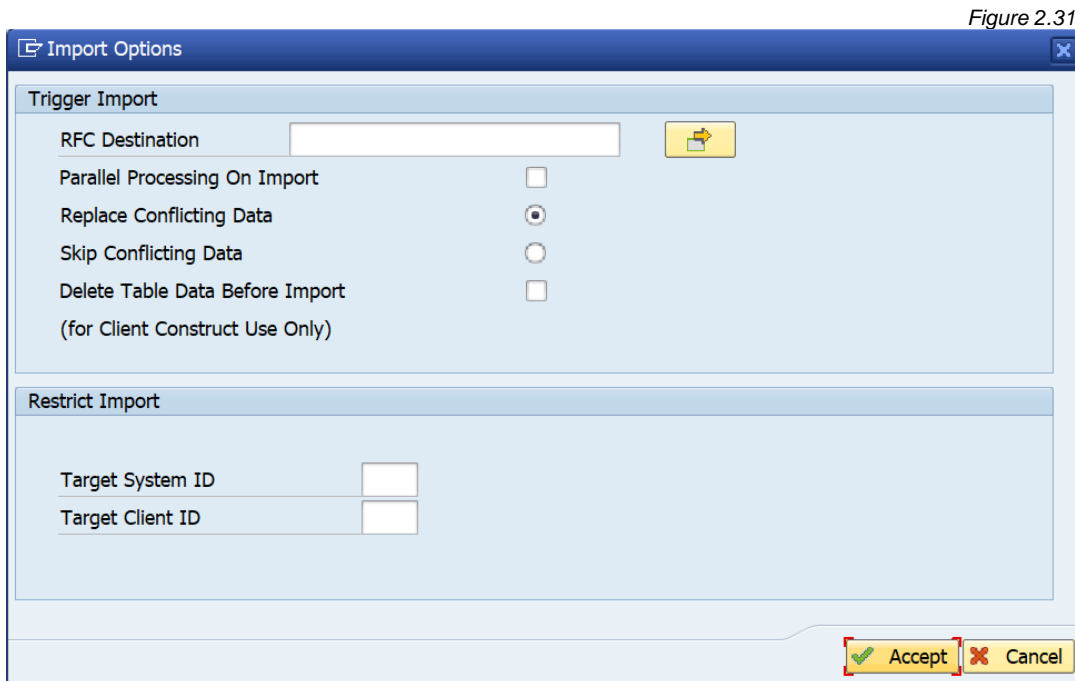 Figure 2.31
Import Options
Trigger Import
RFC Destination
Parallel Processing On Import
Replace Conflicting Data
Skip Conflicting Data
Delete Table Data Before Import
(for Client Construct Use Only)
Restrict Import
Target System ID
Target Client ID
Accept Cancel